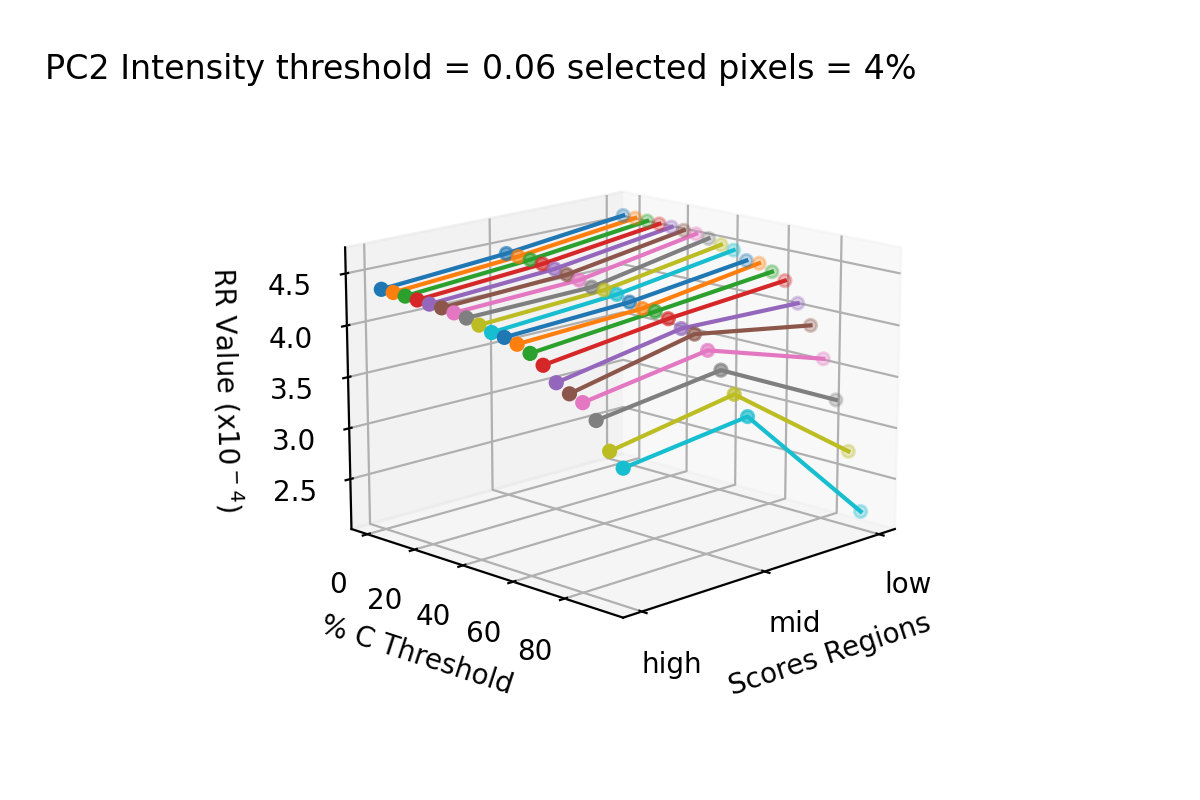 PC2 Intensity threshold = 0.06 selected pixels = 4%
RR Value (x10⁻⁴)
4.5
4.0
3.5
3.0
2.5
0
20
40
60
80
% C Threshold
high
mid
low
Scores Regions